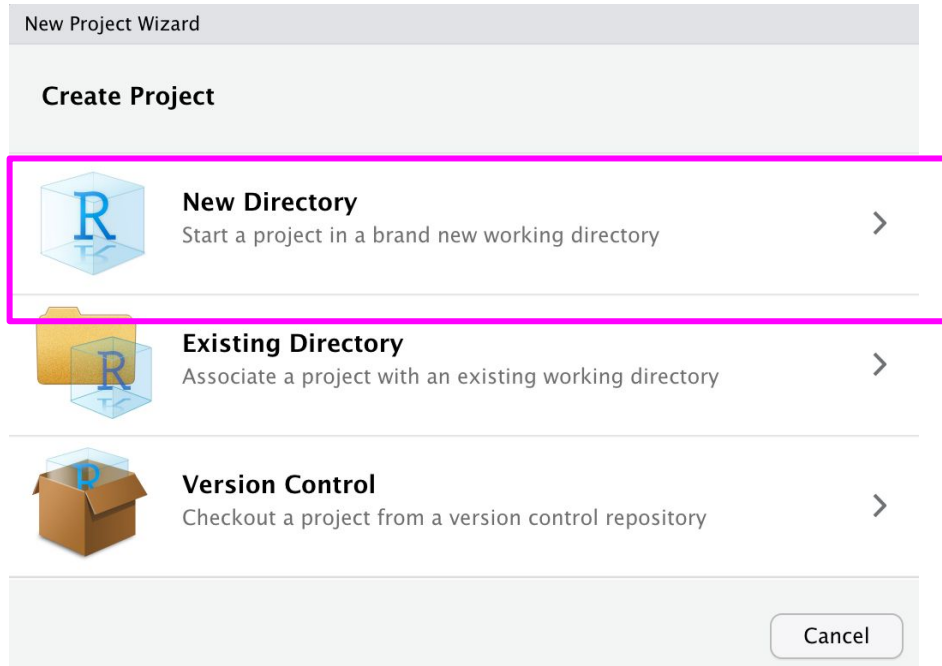 New Project Wizard
Create Project
R
New Directory
Start a project in a brand new working directory
R
Existing Directory
Associate a project with an existing working directory
R
Version Control
Checkout a project from a version control repository
Cancel